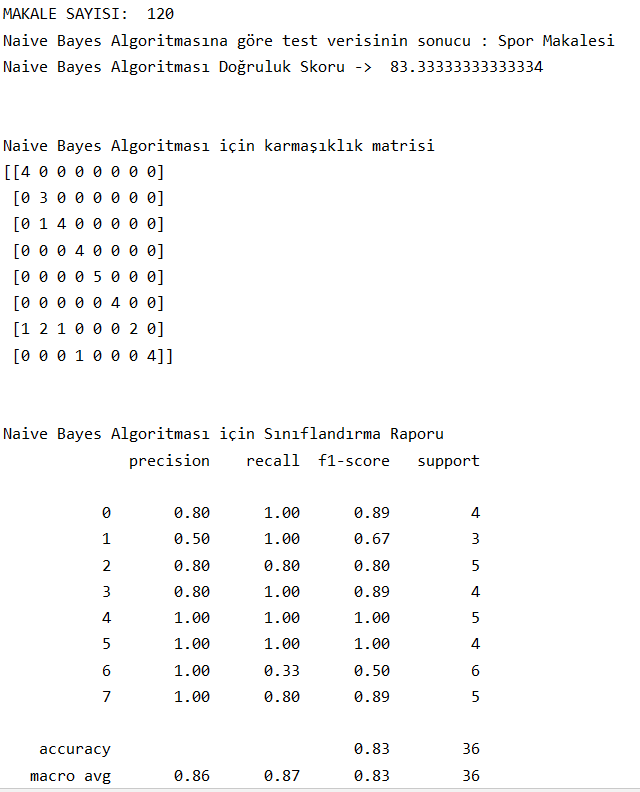 MAKALE SAYISI:  120
Naive Bayes Algoritmasına göre test verisinin sonucu : Spor Makalesi
Naive Bayes Algoritması Doğruluk Skoru ->  83.33333333333334
Naive Bayes Algoritması için karmaşıklık matrisi
[[4 0 0 0 0 0 0 0]
 [0 3 0 0 0 0 0 0]
 [0 1 4 0 0 0 0 0]
 [0 0 0 4 0 0 0 0]
 [0 0 0 0 5 0 0 0]
 [0 0 0 0 0 4 0 0]
 [1 2 1 0 0 0 2 0]
 [0 0 0 1 0 0 0 4]]
Naive Bayes Algoritması için Sınıflandırma Raporu
              precision    recall  f1-score   support
           0       0.80      1.00      0.89         4
           1       0.50      1.00      0.67         3
           2       0.80      0.80      0.80         5
           3       0.80      1.00      0.89         4
           4       1.00      1.00      1.00         5
           5       1.00      1.00      1.00         4
           6       1.00      0.33      0.50         6
           7       1.00      0.80      0.89         5
    accuracy                           0.83        36
   macro avg       0.86      0.87      0.83        36